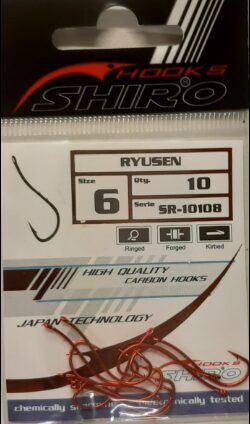 HOOKS
SHIRO
RYUSEN
Size
6
Qty.
10
Serie
SR-10108
Ringed
Forged
Kirbed
HIGH QUALITY
CARBON HOOKS
JAPAN TECHNOLOGY
HOOKS
SHIRO
chemically
mechanically tested